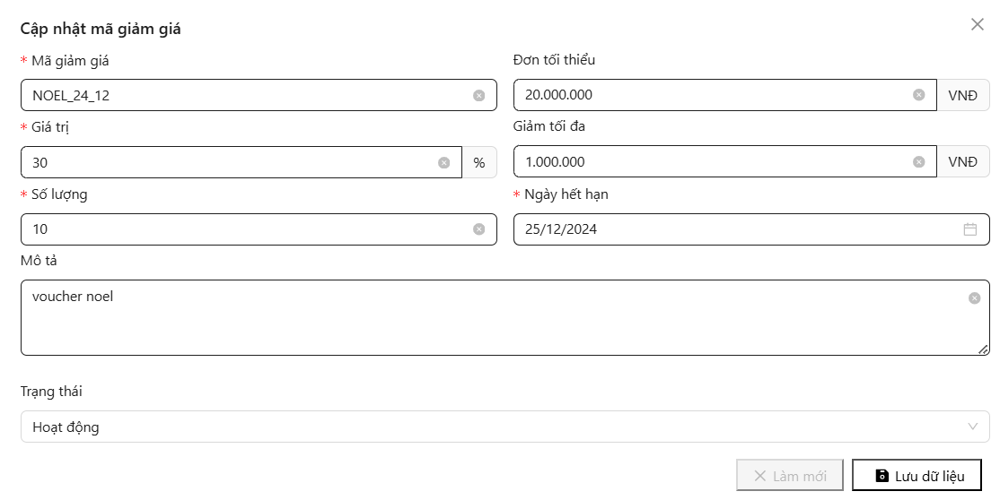 Cập nhật mã giảm giá
* Mã giảm giá
Đơn tối thiểu
NOEL_24_12
20.000.000 VNĐ
* Giá trị
Giảm tối đa
30 %
1.000.000 VNĐ
* Số lượng
* Ngày hết hạn
10
25/12/2024
Mô tả
voucher noel
Trạng thái
Hoạt động
Làm mới
Lưu dữ liệu